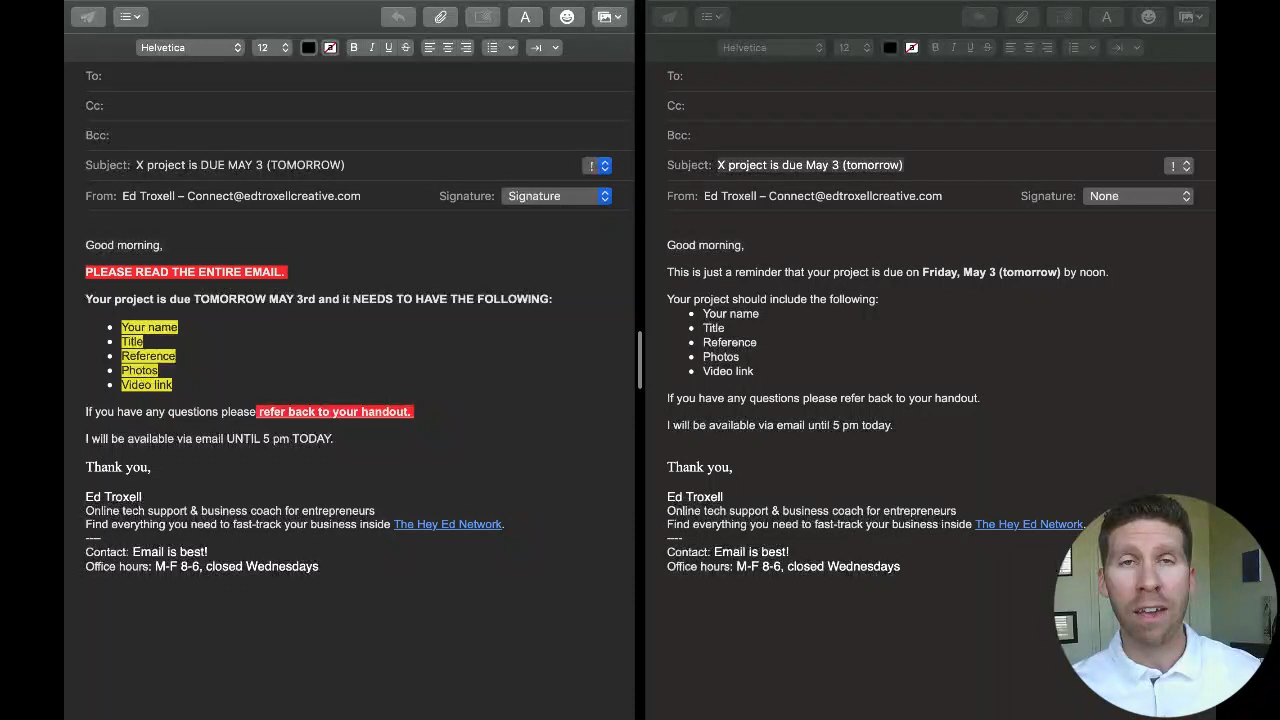 Helvetica
12
B I U S
To:
Cc:
Bcc:
Subject: X project is DUE MAY 3 (TOMORROW)
!
From: Ed Troxell – Connect@edtroxellcreative.com
Signature: Signature
Good morning,
PLEASE READ THE ENTIRE EMAIL.
Your project is due TOMORROW MAY 3rd and it NEEDS TO HAVE THE FOLLOWING:
• Your name
• Title
• Reference
• Photos
• Video link
If you have any questions please refer back to your handout.
I will be available via email UNTIL 5 pm TODAY.
Thank you,
Ed Troxell
Online tech support & business coach for entrepreneurs
Find everything you need to fast-track your business inside The Hey Ed Network.
----
Contact: Email is best!
Office hours: M-F 8-6, closed Wednesdays
Helvetica
12
B I U S
To:
Cc:
Bcc:
Subject: X project is due May 3 (tomorrow)
!
From: Ed Troxell – Connect@edtroxellcreative.com
Signature: None
Good morning,
This is just a reminder that your project is due on Friday, May 3 (tomorrow) by noon.
Your project should include the following:
• Your name
• Title
• Reference
• Photos
• Video link
If you have any questions please refer back to your handout.
I will be available via email until 5 pm today.
Thank you,
Ed Troxell
Online tech support & business coach for entrepreneurs
Find everything you need to fast-track your business inside The Hey Ed Network.
----
Contact: Email is best!
Office hours: M-F 8-6, closed Wednesdays